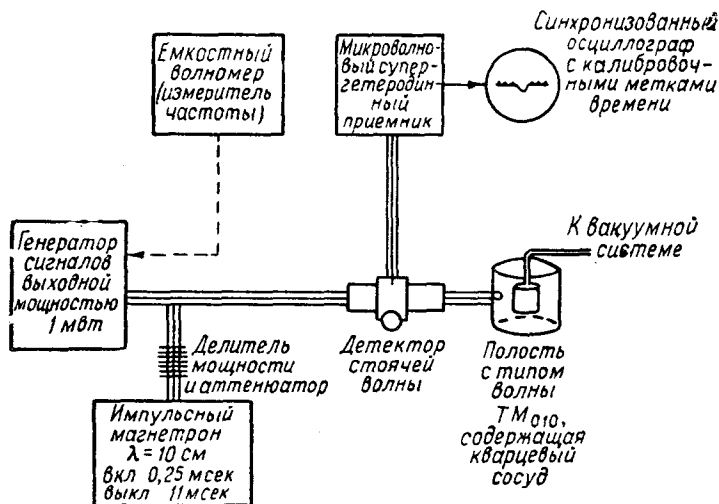 Емкостный
волномер
(измеритель
частоты)
Микроволно-
вый супер-
гетеродин-
ный
приемник
Синхронизованный
осциллограф
с калибровоч-
ными метками
времени
Генератор
сигналов
выходной
мощностью
1 мвт
К вакуумной
системе
Делитель
мощности
и аттенюатор
Детектор
стоячей
волны
Полость
с типом
волны
TM₀₁₀,
содержащая
кварцевый
сосуд
Импульсный
магнетрон
λ=10 см
вкл 0,25 мсек
выкл 11 мсек